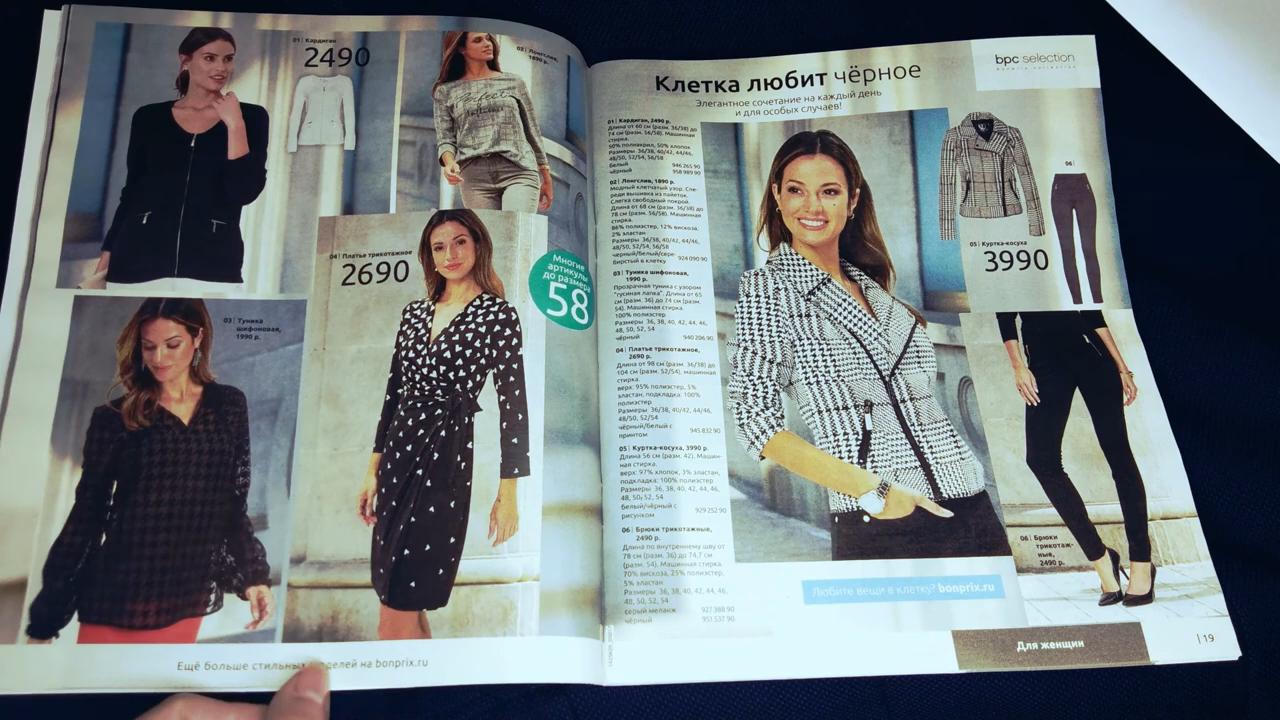 01 | Кардиган
2490
02 | Лонгслив,
1890 р.
04 | Платье трикотажное
2690
Многие
артикулы
до размера
58
03 | Туника
шифоновая,
1990 р.
Ещё больше стильных моделей на bonprix.ru
Клетка любит чёрное
Элегантное сочетание на каждый день
и для особых случаев!
bpc selection
01 | Кардиган, 2490 р.
Длина от 60 см (разм. 36/38) до
74 см (разм. 56/58). Машинная
стирка.
50% полиакрил, 50% хлопок
Размеры 36/38, 40/42, 44/46,
48/50, 52/54, 56/58
белый 946 265 90
чёрный 958 989 90
02 | Лонгслив, 1890 р.
Модный клетчатый узор. Спе-
реди вышивка из пайеток.
Слегка свободный покрой.
Длина от 68 см (разм. 36/38) до
78 см (разм. 56/58). Машинная
стирка.
86% полиэстер, 12% вискоза,
2% эластан
Размеры 36/38, 40/42, 44/46,
48/50, 52/54, 56/58
чёрный/белый/сере-
бристый в клетку 924 090 90
03 | Туника шифоновая,
1990 р.
Прозрачная туника с узором
"гусиная лапка". Длина от 65
см (разм. 36) до 74 см (разм.
54). Машинная стирка.
100% полиэстер
Размеры 36, 38, 40, 42, 44, 46,
48, 50, 52, 54
чёрный 940 206 90
04 | Платье трикотажное,
2690 р.
Длина от 98 см (разм. 36/38) до
104 см (разм. 52/54). машинная
стирка.
верх: 95% полиэстер, 5%
эластан, подкладка: 100%
полиэстер
Размеры 36/38, 40/42, 44/46,
48/50, 52/54
чёрный/белый с
принтом 945 832 90
05 | Куртка-косуха, 3990 р.
Длина 56 см (разм. 42). Машин-
ная стирка.
верх: 97% хлопок, 3% эластан,
подкладка: 100% полиэстер
Размеры 36, 38, 40, 42, 44, 46,
48, 50, 52, 54
белый/чёрный с
рисунком 929 252 90
06 | Брюки трикотажные,
2490 р.
Длина по внутреннему шву от
78 см (разм. 36) до 74,7 см
(разм. 54). Машинная стирка.
70% вискоза, 25% полиэстер,
5% эластан
Размеры 36, 38, 40, 42, 44, 46,
48, 50, 52, 54
серый меланж 927 388 90
чёрный 951 537 90
06 |
05 | Куртка-косуха
3990
06 | Брюки
трикотаж-
ные,
2490 р.
Любите вещи в клетку? bonprix.ru
Для женщин
| 19